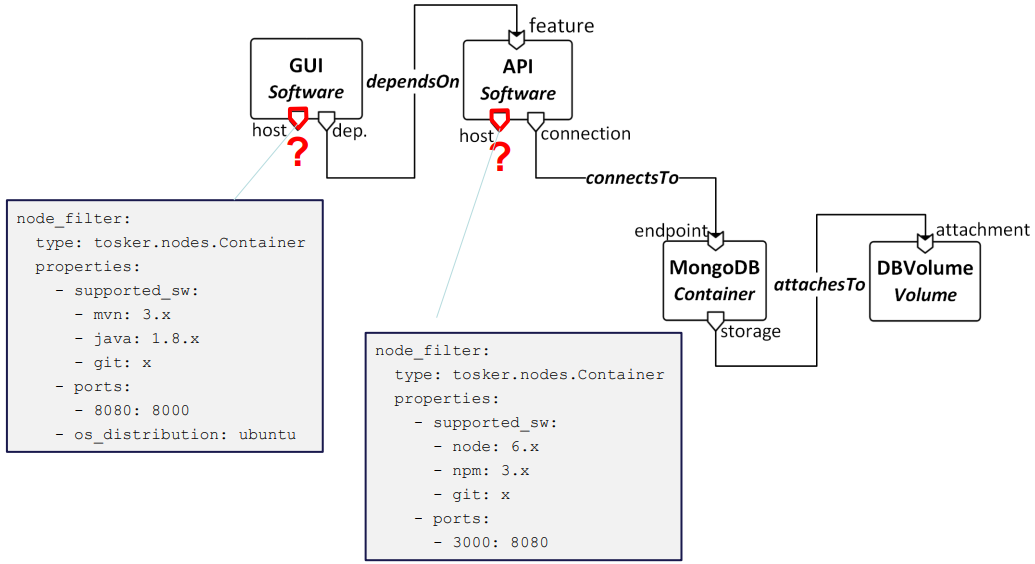 feature
GUI
Software
dependsOn
API
Software
host
dep.
?
host
connection
?
connectsTo
endpoint
attachment
MongoDB
Container
attachesTo
DBVolume
Volume
storage
node_filter:
type: tosker.nodes.Container
properties:
- supported_sw:
- mvn: 3.x
- java: 1.8.x
- git: x
- ports:
- 8080: 8000
- os_distribution: ubuntu
node_filter:
type: tosker.nodes.Container
properties:
- supported_sw:
- node: 6.x
- npm: 3.x
- git: x
- ports:
- 3000: 8080